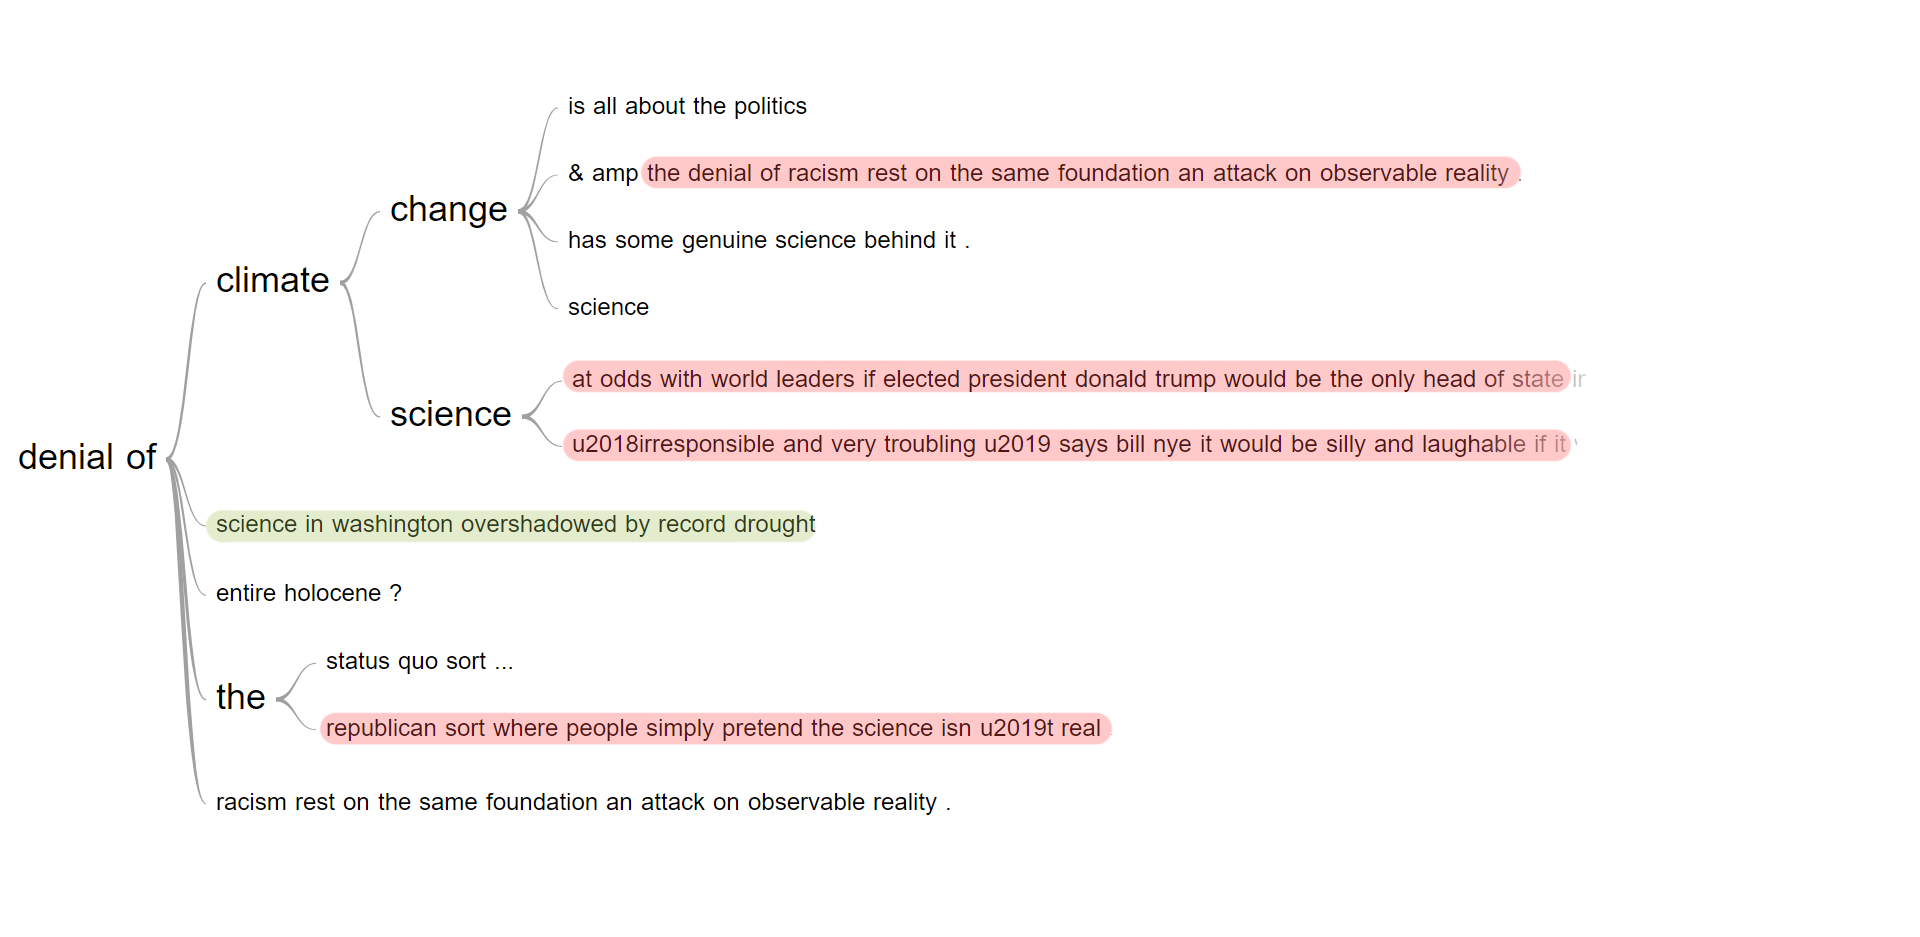 is all about the politics
& amp the denial of racism rest on the same foundation an attack on observable reality .
change
has some genuine science behind it .
climate
science
at odds with world leaders if elected president donald trump would be the only head of state in
science
u2018irresponsible and very troubling u2019 says bill nye it would be silly and laughable if it
denial of
science in washington overshadowed by record drought
entire holocene ?
status quo sort ...
the
republican sort where people simply pretend the science isn u2019t real
racism rest on the same foundation an attack on observable reality .